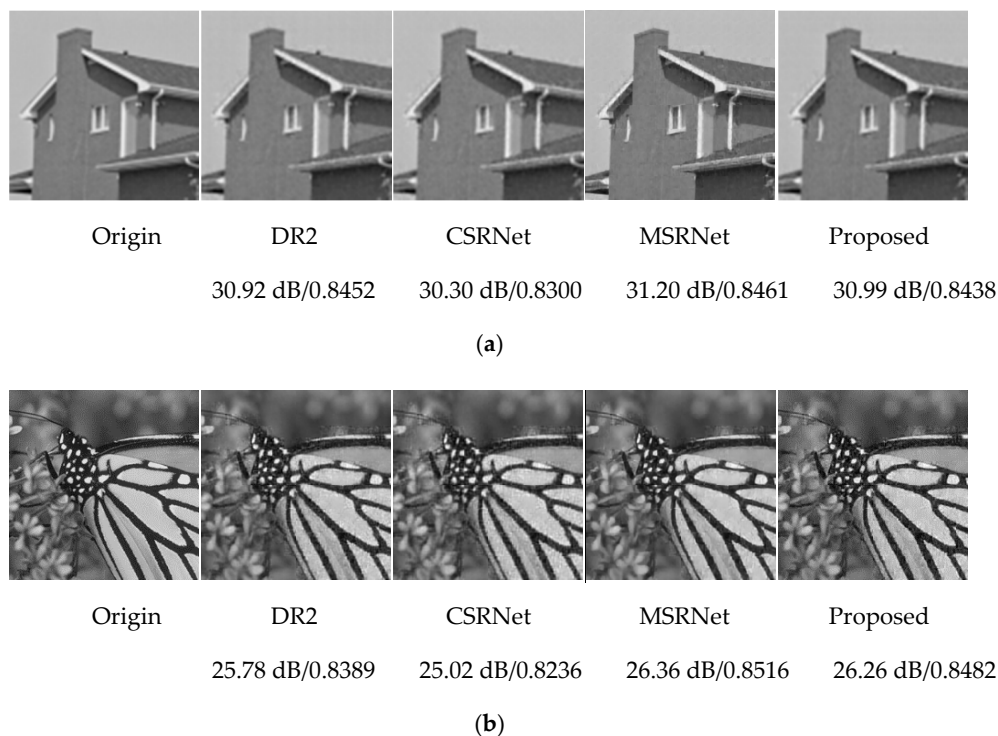 Origin DR2 CSRNet MSRNet Proposed
30.92 dB/0.8452 30.30 dB/0.8300 31.20 dB/0.8461 30.99 dB/0.8438
(a)
Origin DR2 CSRNet MSRNet Proposed
25.78 dB/0.8389 25.02 dB/0.8236 26.36 dB/0.8516 26.26 dB/0.8482
(b)